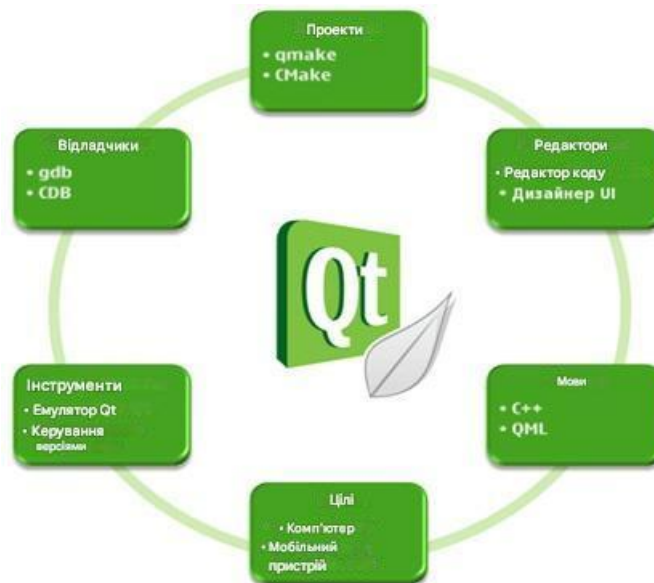 Проекти
• qmake
• CMake
Відладчики
• gdb
• CDB
Редактори
• Редактор коду
• Дизайнер UI
Qt
Інструменти
• Емулятор Qt
• Керування
версіями
Мови
• C++
• QML
Цілі
• Комп'ютер
• Мобільний
пристрій